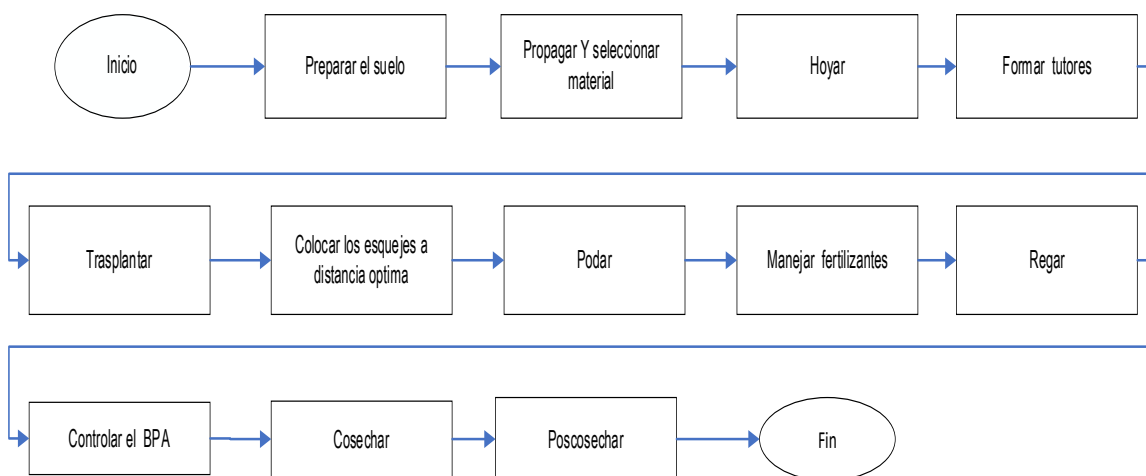 Inicio
Preparar el suelo
Propagar Y seleccionar
material
Hoyar
Formar tutores
Trasplantar
Colocar los esquejes a
distancia optima
Podar
Manejar fertilizantes
Regar
Controlar el BPA
Cosechar
Poscosechar
Fin